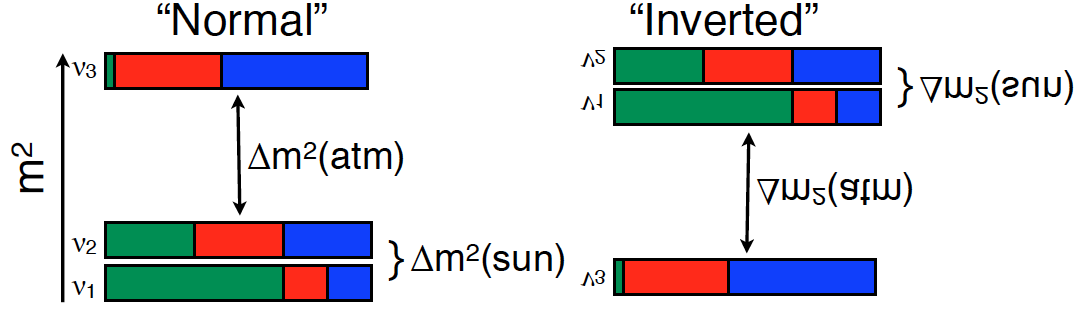 “Normal”
“Inverted”
ν3
ν2
ν1
Δm2(sun)
m²
Δm²(atm)
Δm2(atm)
ν2
ν1
Δm²(sun)
ν3